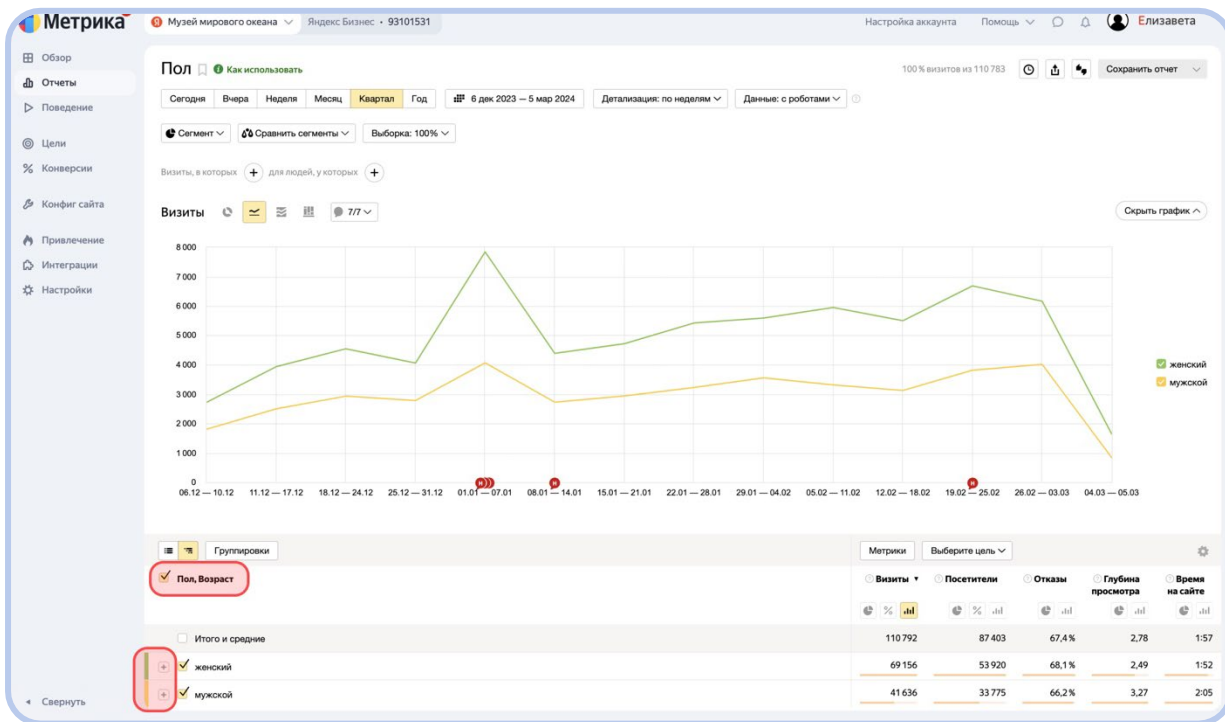 Метрика
Музей мирового океана
Яндекс Бизнес • 93101531
Настройка аккаунта
Помощь
Елизавета
Обзор
Отчеты
Поведение
Цели
Конверсии
Конфиг сайта
Привлечение
Интеграции
Настройки
Свернуть
Пол
Как использовать
100 % визитов из 110 783
Сохранить отчет
Сегодня Вчера Неделя Месяц Квартал Год
6 дек 2023 — 5 мар 2024
Детализация: по неделям
Данные: с роботами
Сегмент
Сравнить сегменты
Выборка: 100%
Визиты, в которых + для людей, у которых +
Визиты
7/7
Скрыть график
8 000
7 000
6 000
5 000
4 000
3 000
2 000
1 000
0
женский
мужской
Н Н Н
06.12 — 10.12 11.12 — 17.12 18.12 — 24.12 25.12 — 31.12 01.01 — 07.01 08.01 — 14.01 15.01 — 21.01 22.01 — 28.01 29.01 — 04.02 05.02 — 11.02 12.02 — 18.02 19.02 — 25.02 26.02 — 03.03 04.03 — 05.03
Группировки
Метрики
Выберите цель
Пол, Возраст
Визиты ▼ Посетители Отказы Глубина просмотра Время на сайте
Итого и средние 110 792 87 403 67,4 % 2,78 1:57
женский 69 156 53 920 68,1 % 2,49 1:52
мужской 41 636 33 775 66,2 % 3,27 2:05